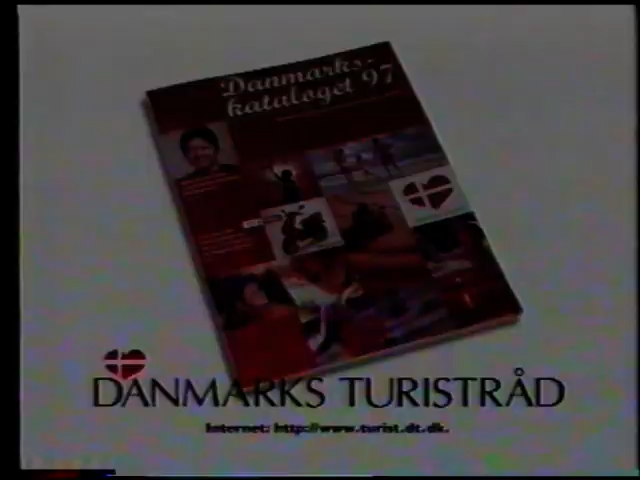 Danmarks-
kataloget '97
DANMARKS TURISTRÅD
Internet: http://www.turist.dt.dk.